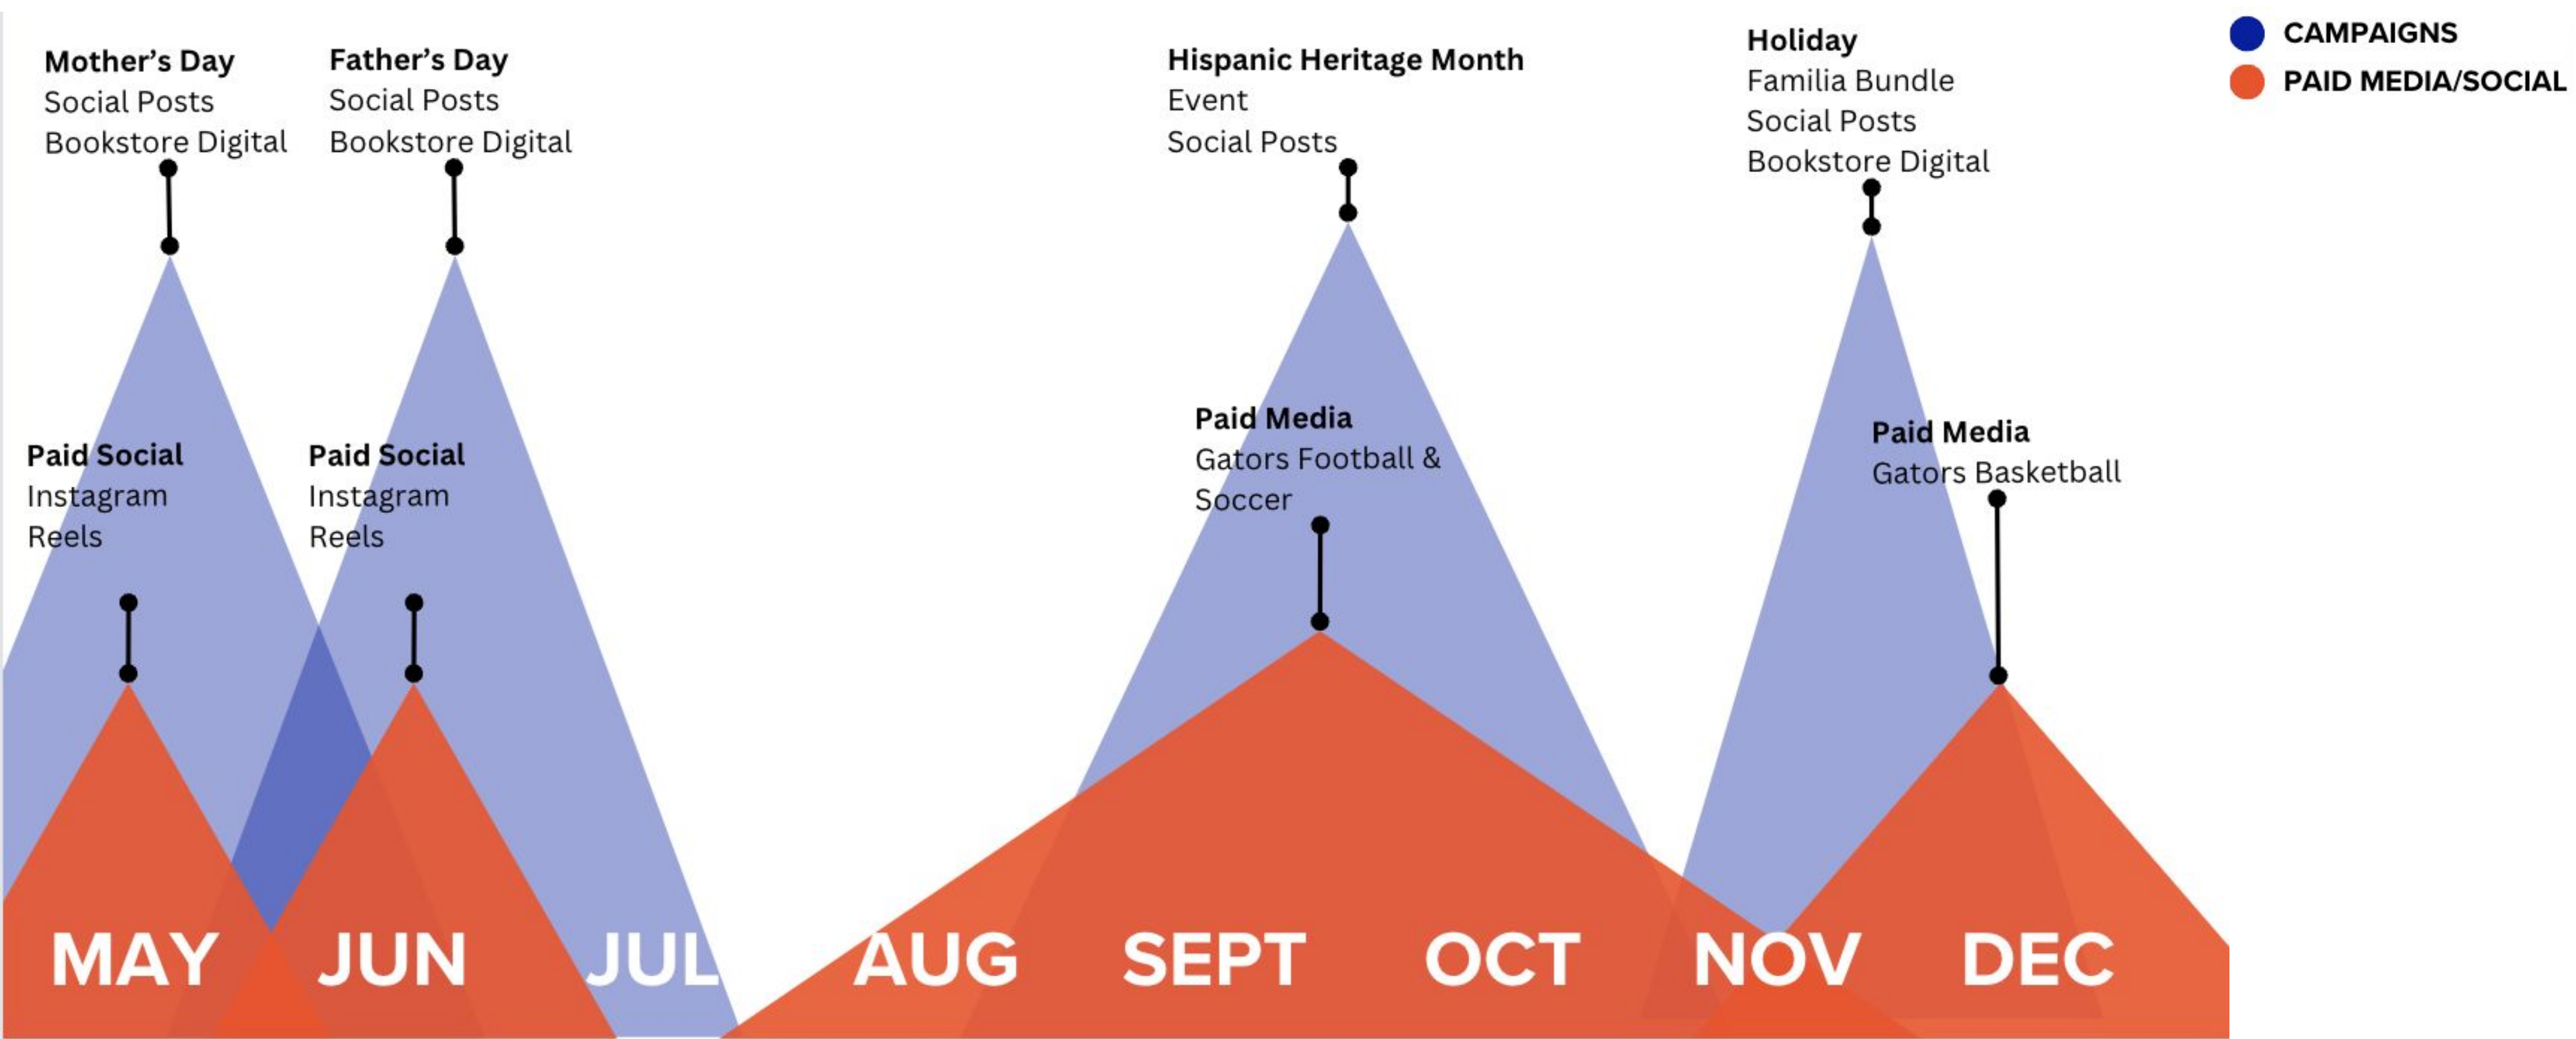 Mother’s Day
Social Posts
Bookstore Digital
Father’s Day
Social Posts
Bookstore Digital
Hispanic Heritage Month
Event
Social Posts
Holiday
Familia Bundle
Social Posts
Bookstore Digital
CAMPAIGNS
PAID MEDIA/SOCIAL
Paid Social
Instagram
Reels
Paid Social
Instagram
Reels
Paid Media
Gators Football &
Soccer
Paid Media
Gators Basketball
MAY JUN JUL AUG SEPT OCT NOV DEC